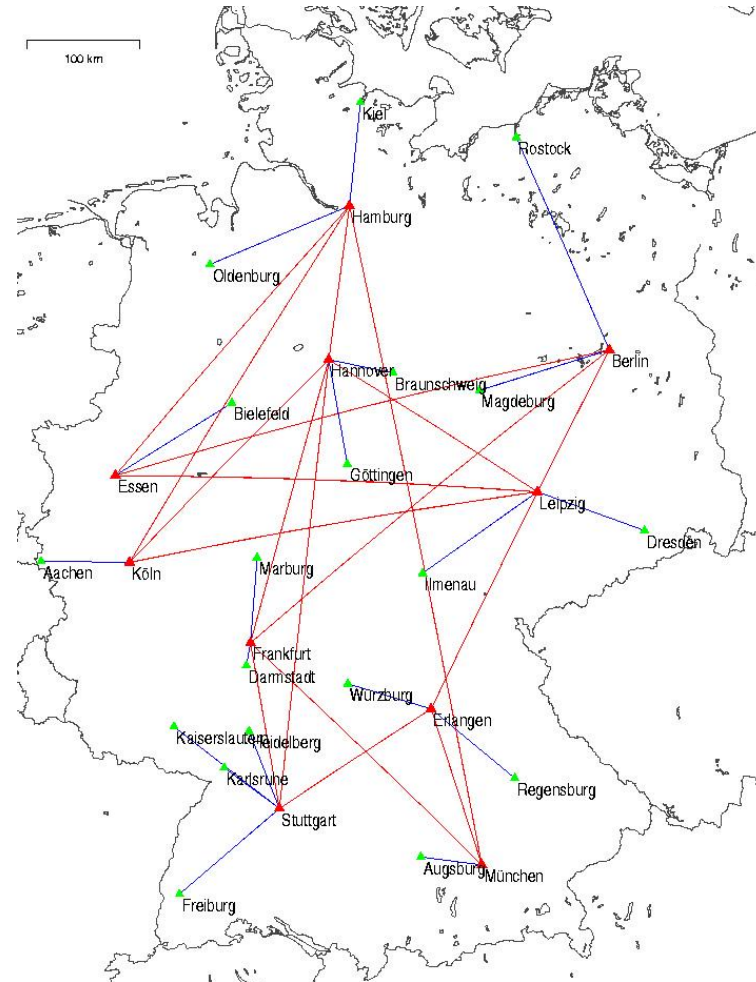 100 km
Kiel
Rostock
Hamburg
Oldenburg
Berlin
Hannover
Braunschweig
Magdeburg
Bielefeld
Göttingen
Essen
Leipzig
Dresden
Aachen
Köln
Marburg
Ilmenau
Frankfurt
Darmstadt
Würzburg
Erlangen
Kaiserslautern
Heidelberg
Karlsruhe
Regensburg
Stuttgart
Augsburg
München
Freiburg